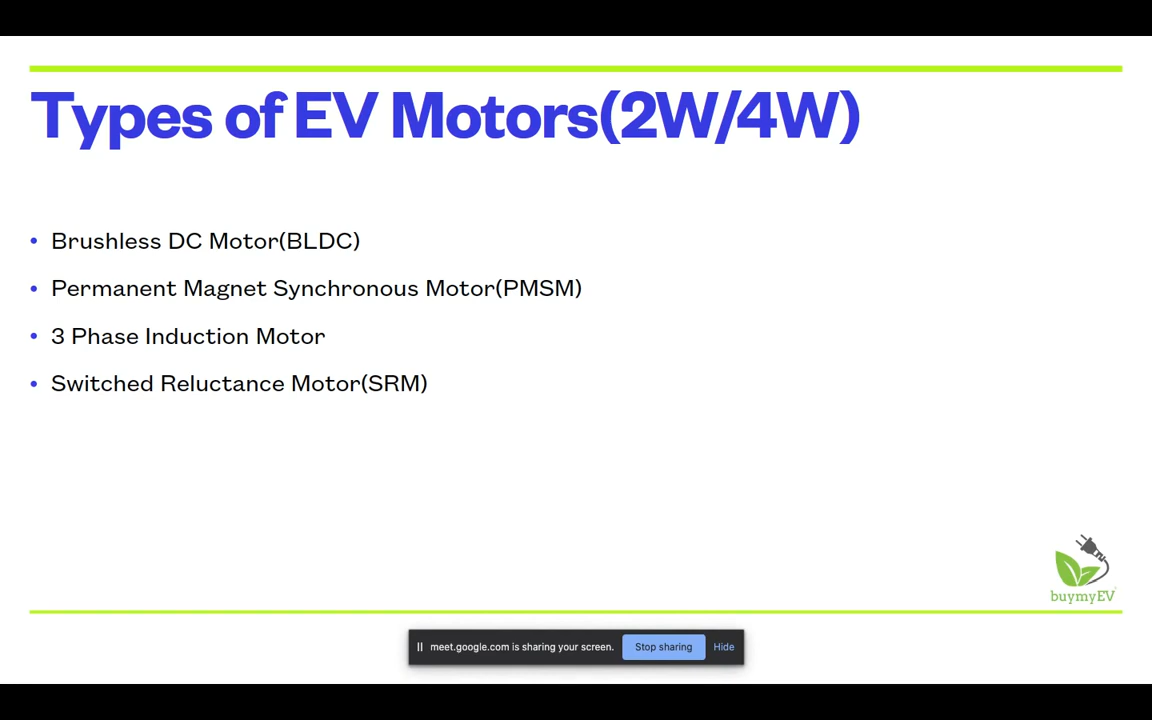 Types of EV Motors(2W/4W)
• Brushless DC Motor(BLDC)
• Permanent Magnet Synchronous Motor(PMSM)
• 3 Phase Induction Motor
• Switched Reluctance Motor(SRM)
buymyEV
meet.google.com is sharing your screen. Stop sharing Hide